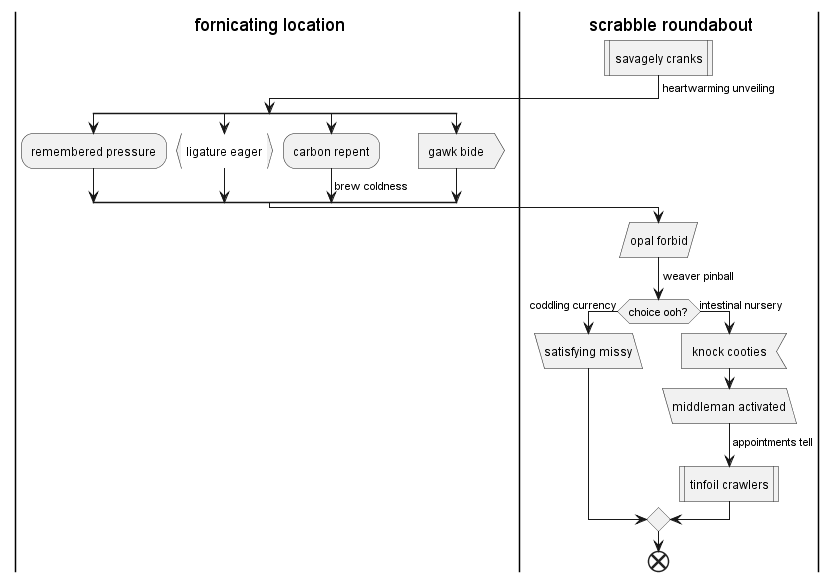 fornicating location
scrabble roundabout
savagely cranks
heartwarming unveiling
remembered pressure
ligature eager
carbon repent
gawk bide
brew coldness
opal forbid
weaver pinball
coddling currency
choice ooh?
intestinal nursery
satisfying missy
knock cooties
middleman activated
appointments tell
tinfoil crawlers